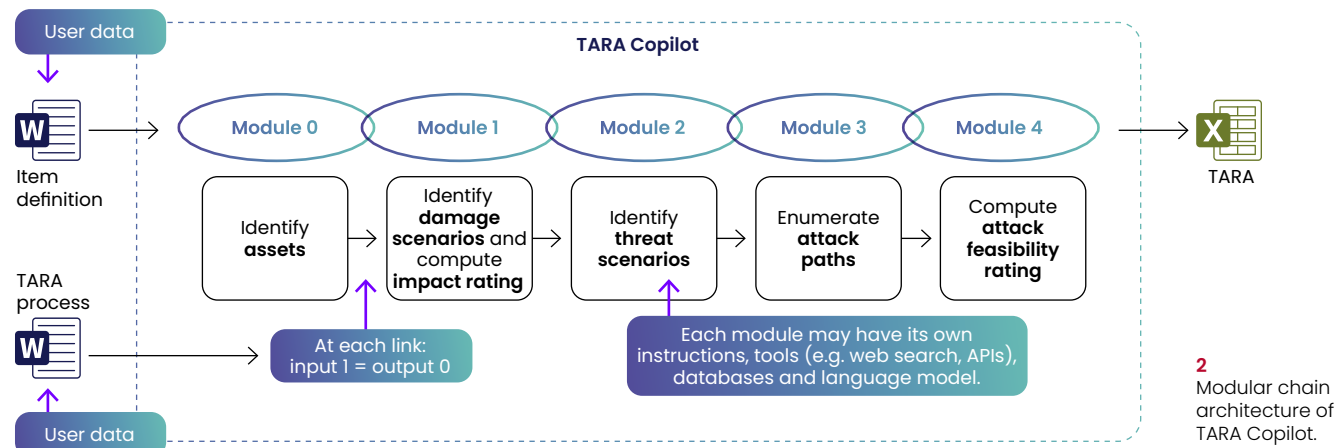 User data
TARA Copilot
W
Item
definition
Module 0
Module 1
Module 2
Module 3
Module 4
X
TARA
Identify
assets
Identify
damage
scenarios and
compute
impact rating
Identify
threat
scenarios
Enumerate
attack
paths
Compute
attack
feasibility
rating
TARA
process
W
At each link:
input 1 = output 0
Each module may have its own
instructions, tools (e.g. web search, APIs),
databases and language model.
User data
2
Modular chain
architecture of
TARA Copilot.